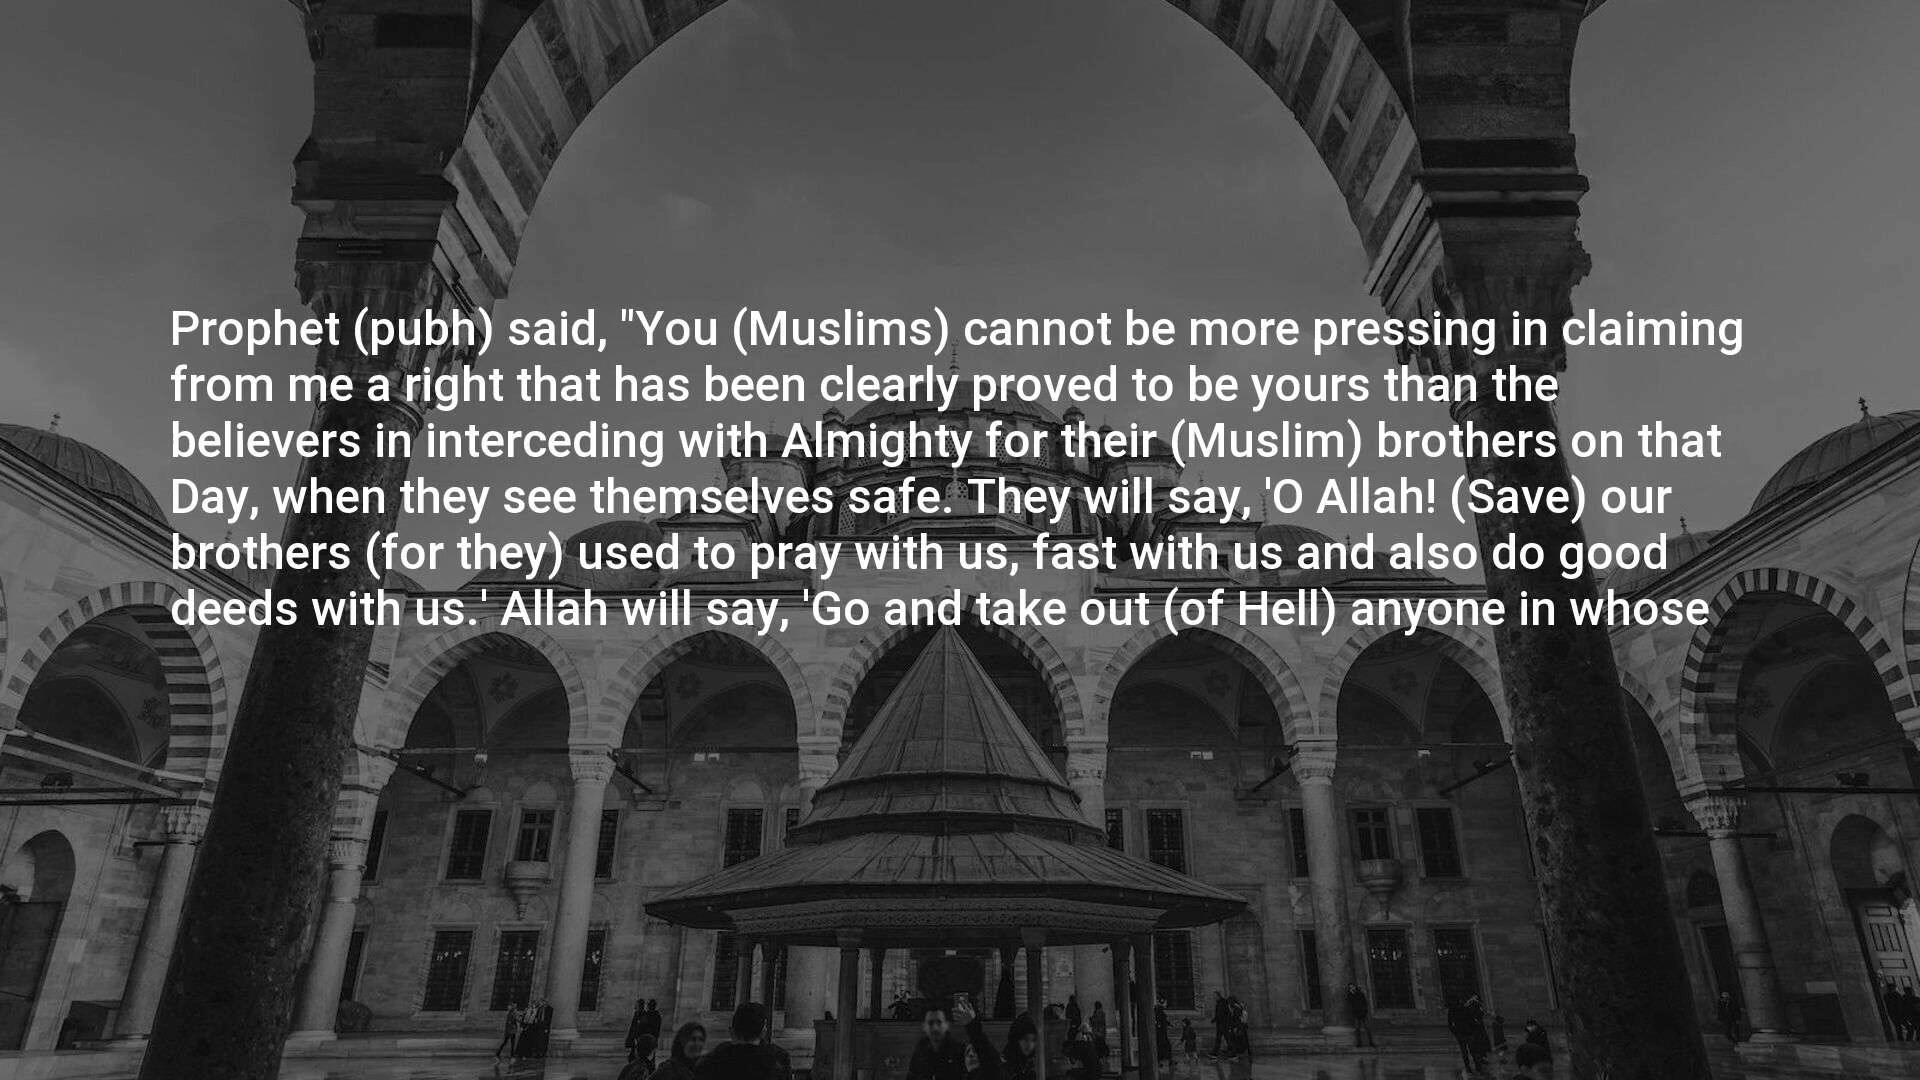 Prophet (pubh) said, "You (Muslims) cannot be more pressing in claiming
from me a right that has been clearly proved to be yours than the
believers in interceding with Almighty for their (Muslim) brothers on that
Day, when they see themselves safe. They will say, 'O Allah! (Save) our
brothers (for they) used to pray with us, fast with us and also do good
deeds with us.' Allah will say, 'Go and take out (of Hell) anyone in whose